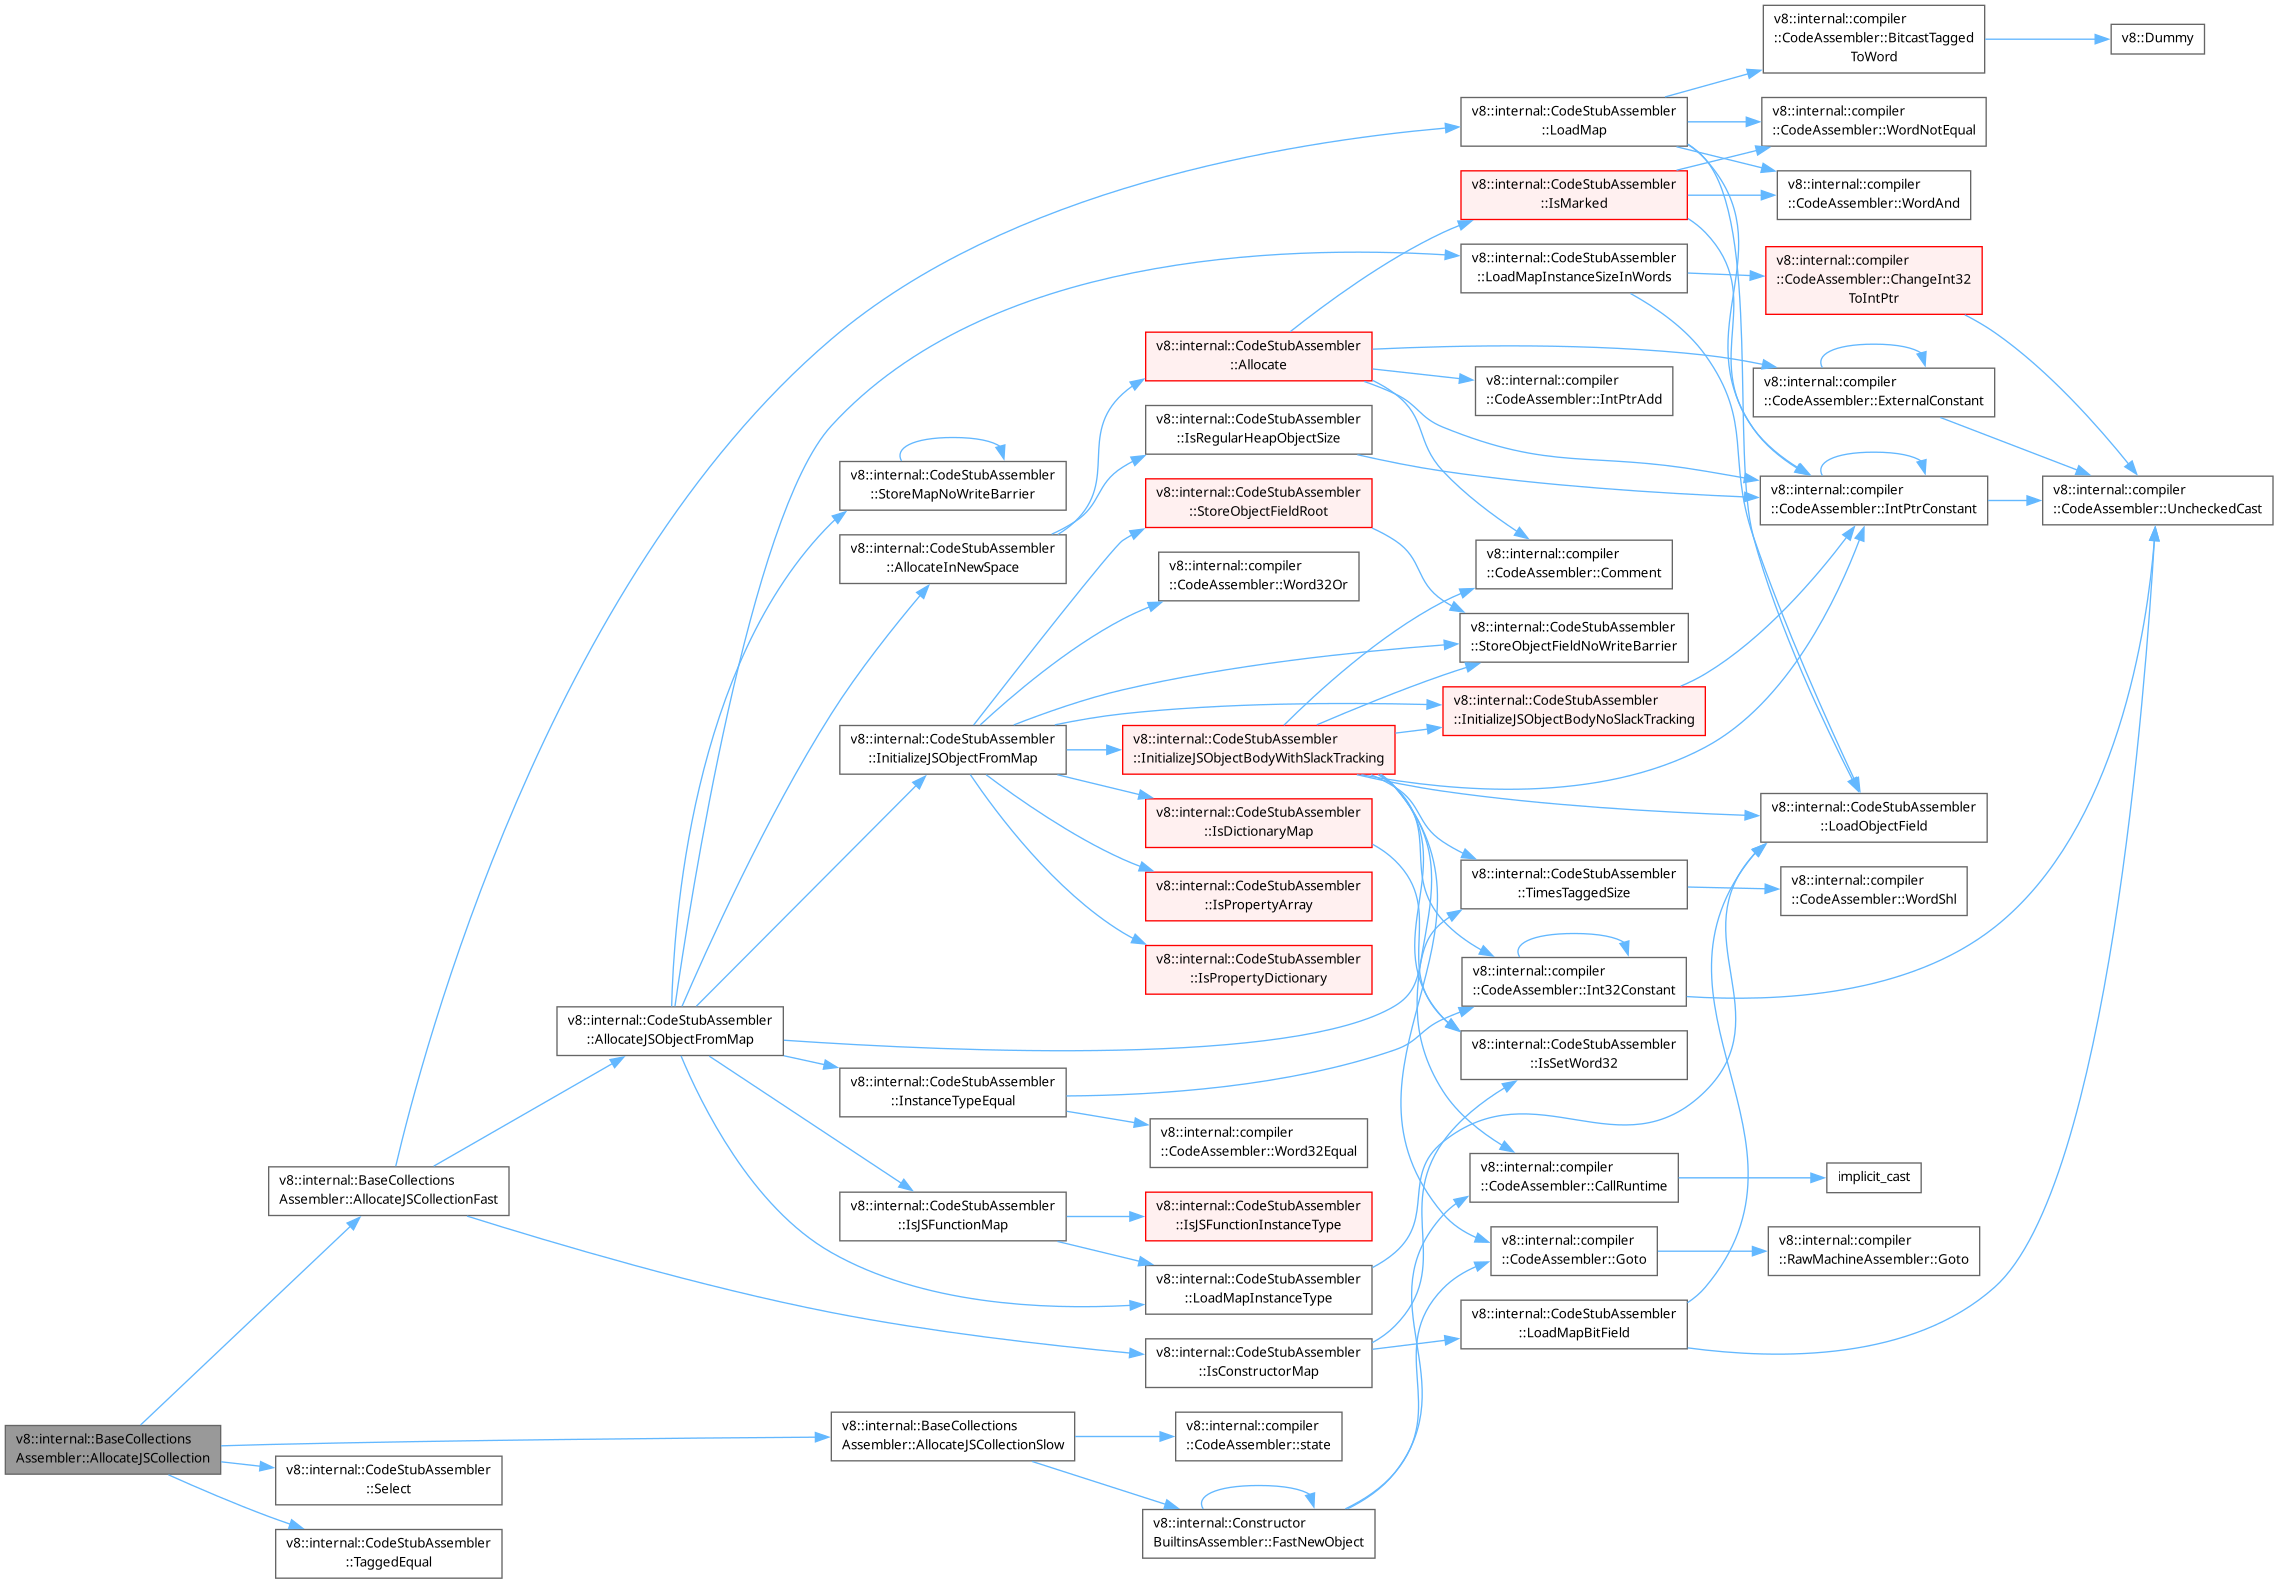 v8::internal::BaseCollections
Assembler::AllocateJSCollection
v8::internal::BaseCollections
Assembler::AllocateJSCollectionFast
v8::internal::CodeStubAssembler
::Select
v8::internal::CodeStubAssembler
::TaggedEqual
v8::internal::CodeStubAssembler
::AllocateJSObjectFromMap
v8::internal::CodeStubAssembler
::StoreMapNoWriteBarrier
v8::internal::CodeStubAssembler
::AllocateInNewSpace
v8::internal::CodeStubAssembler
::InitializeJSObjectFromMap
v8::internal::CodeStubAssembler
::InstanceTypeEqual
v8::internal::CodeStubAssembler
::IsJSFunctionMap
v8::internal::BaseCollections
Assembler::AllocateJSCollectionSlow
v8::internal::CodeStubAssembler
::Allocate
v8::internal::CodeStubAssembler
::IsRegularHeapObjectSize
v8::internal::CodeStubAssembler
::StoreObjectFieldRoot
v8::internal::compiler
::CodeAssembler::Word32Or
v8::internal::CodeStubAssembler
::InitializeJSObjectBodyWithSlackTracking
v8::internal::CodeStubAssembler
::IsDictionaryMap
v8::internal::CodeStubAssembler
::IsPropertyArray
v8::internal::CodeStubAssembler
::IsPropertyDictionary
v8::internal::compiler
::CodeAssembler::Word32Equal
v8::internal::CodeStubAssembler
::IsJSFunctionInstanceType
v8::internal::CodeStubAssembler
::LoadMapInstanceType
v8::internal::CodeStubAssembler
::IsConstructorMap
v8::internal::compiler
::CodeAssembler::state
v8::internal::Constructor
BuiltinsAssembler::FastNewObject
v8::internal::CodeStubAssembler
::LoadMap
v8::internal::CodeStubAssembler
::IsMarked
v8::internal::CodeStubAssembler
::LoadMapInstanceSizeInWords
v8::internal::compiler
::CodeAssembler::IntPtrAdd
v8::internal::compiler
::CodeAssembler::Comment
v8::internal::CodeStubAssembler
::StoreObjectFieldNoWriteBarrier
v8::internal::CodeStubAssembler
::InitializeJSObjectBodyNoSlackTracking
v8::internal::CodeStubAssembler
::TimesTaggedSize
v8::internal::compiler
::CodeAssembler::Int32Constant
v8::internal::CodeStubAssembler
::IsSetWord32
v8::internal::compiler
::CodeAssembler::CallRuntime
v8::internal::compiler
::CodeAssembler::Goto
v8::internal::CodeStubAssembler
::LoadMapBitField
v8::internal::compiler
::CodeAssembler::BitcastTagged
ToWord
v8::internal::compiler
::CodeAssembler::WordNotEqual
v8::internal::compiler
::CodeAssembler::WordAnd
v8::internal::compiler
::CodeAssembler::ChangeInt32
ToIntPtr
v8::internal::compiler
::CodeAssembler::ExternalConstant
v8::internal::compiler
::CodeAssembler::IntPtrConstant
v8::internal::CodeStubAssembler
::LoadObjectField
v8::internal::compiler
::CodeAssembler::WordShl
implicit_cast
v8::internal::compiler
::RawMachineAssembler::Goto
v8::Dummy
v8::internal::compiler
::CodeAssembler::UncheckedCast